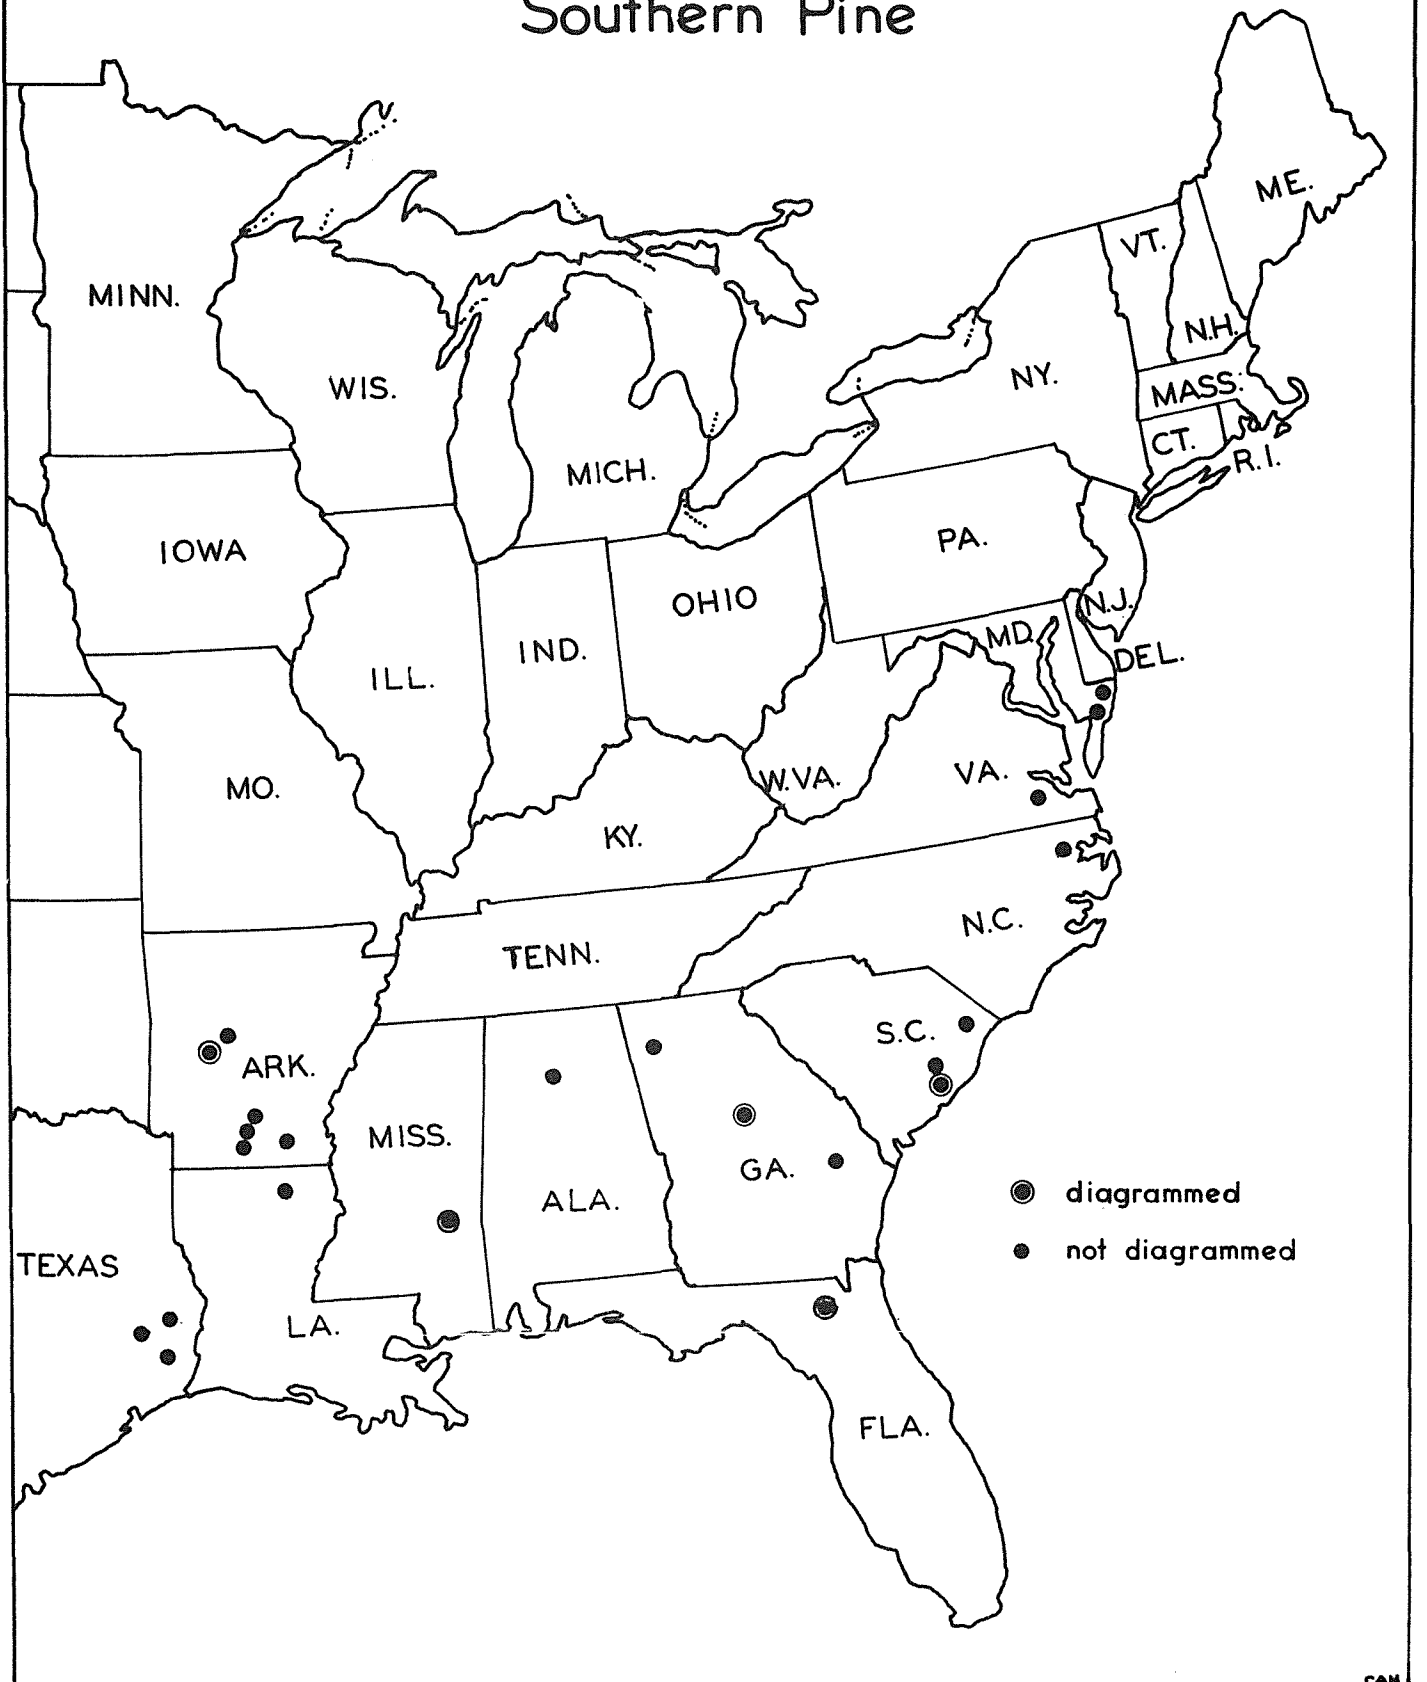 Southern Pine
ME.
VT.
MINN.
N.H.
WIS.
NY.
MASS.
CT.
R.I.
MICH.
PA.
IOWA
OHIO
N.J.
MD.
IND.
DEL.
ILL.
VA.
W.VA.
MO.
KY.
N.C.
TENN.
S.C.
ARK.
MISS.
GA.
ALA.
diagrammed
not diagrammed
TEXAS
LA.
FLA.